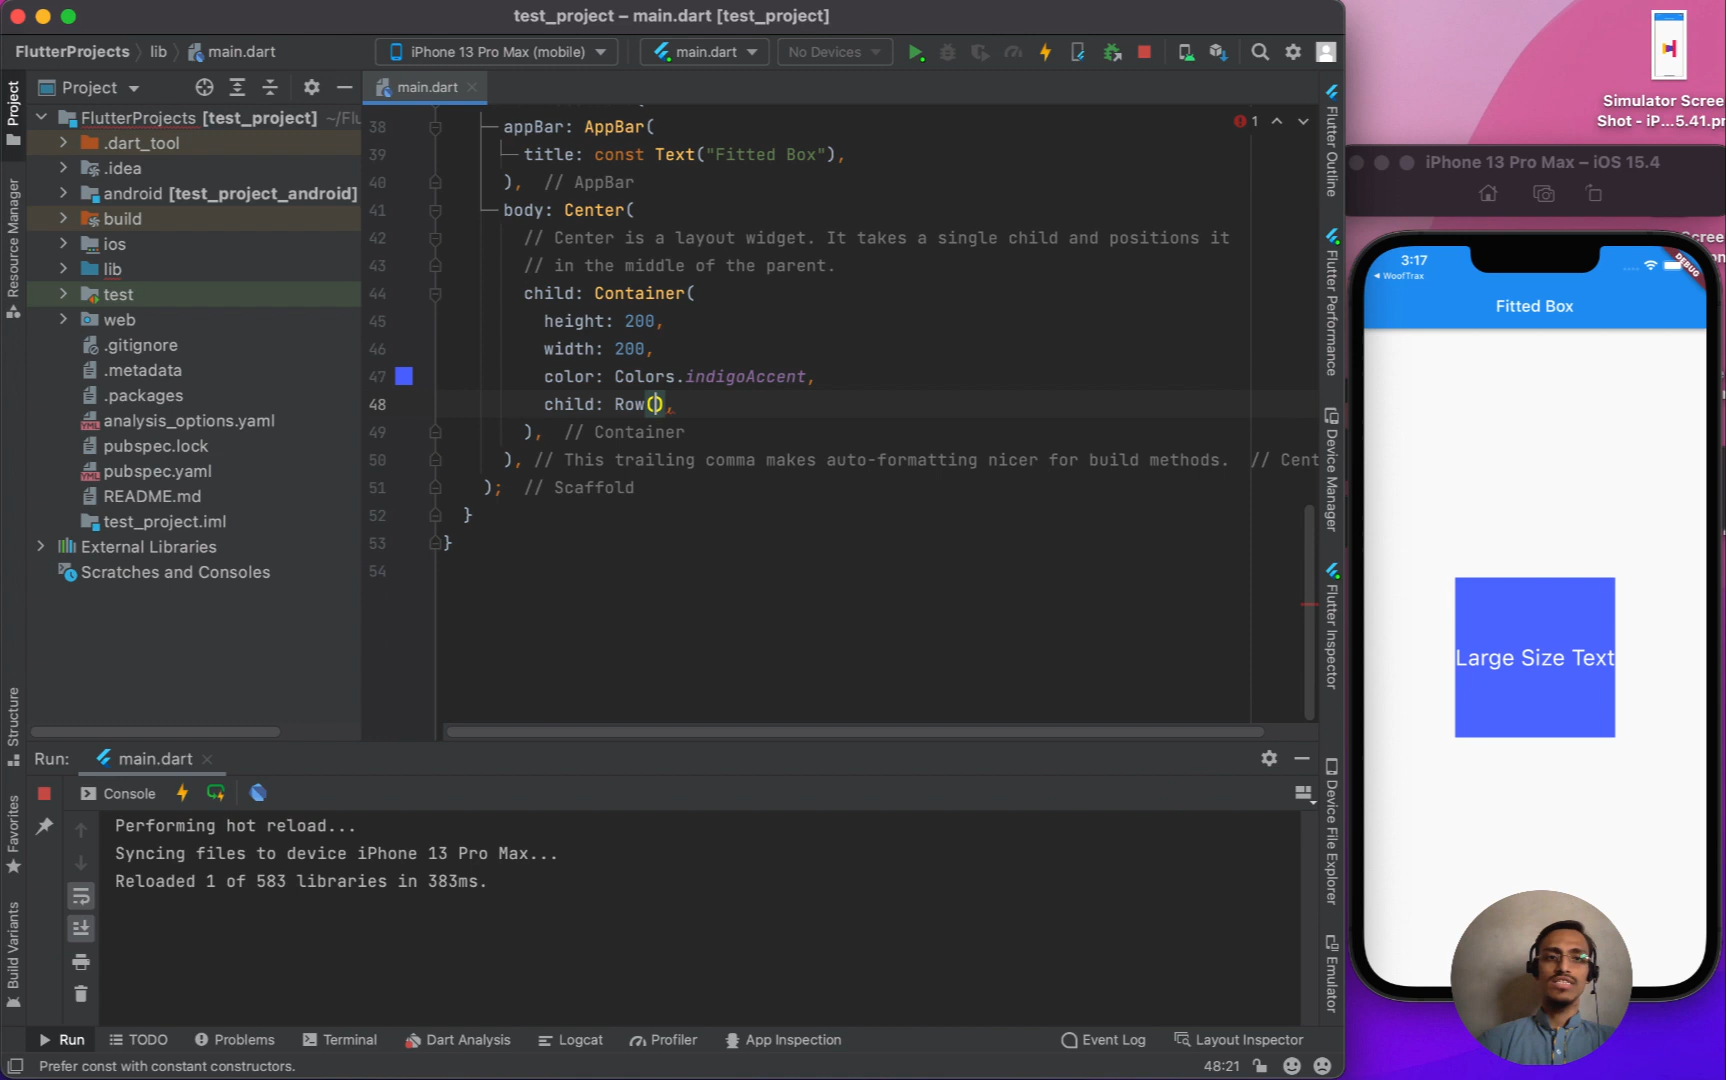 test_project – main.dart [test_project]
FlutterProjects
lib
main.dart
iPhone 13 Pro Max (mobile)
main.dart
No Devices
Project
main.dart
FlutterProjects [test_project] ~/Flu
.dart_tool
.idea
android [test_project_android]
build
ios
lib
test
web
.gitignore
.metadata
.packages
analysis_options.yaml
pubspec.lock
pubspec.yaml
README.md
test_project.iml
External Libraries
Scratches and Consoles
Project
Resource Manager
Structure
Favorites
Build Variants
38 appBar: AppBar(
39 title: const Text("Fitted Box"),
40 ), // AppBar
41 body: Center(
42 // Center is a layout widget. It takes a single child and positions it
43 // in the middle of the parent.
44 child: Container(
45 height: 200,
46 width: 200,
47 color: Colors.indigoAccent,
48 child: Row(),
49 ), // Container
50 ), // This trailing comma makes auto-formatting nicer for build methods. // Cent
51 ); // Scaffold
52 }
53 }
54
1
Flutter Outline
Flutter Performance
Device Manager
Flutter Inspector
Device File Explorer
Emulator
Run:
main.dart
Console
Performing hot reload...
Syncing files to device iPhone 13 Pro Max...
Reloaded 1 of 583 libraries in 383ms.
Run
TODO
Problems
Terminal
Dart Analysis
Logcat
Profiler
App Inspection
Event Log
Layout Inspector
Prefer const with constant constructors.
48:21
Simulator Scree
Shot - iP...5.41.pr
iPhone 13 Pro Max – iOS 15.4
3:17
WoofTrax
DEBUG
Fitted Box
Large Size Text